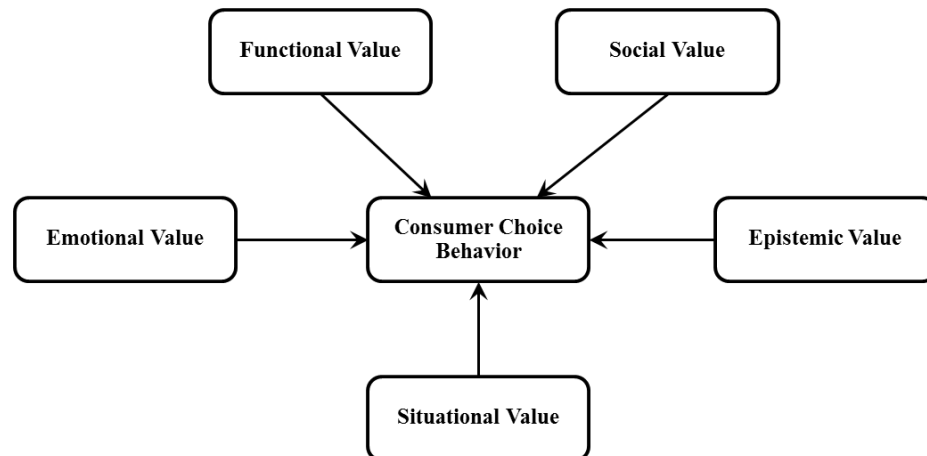 Functional Value
Social Value
Emotional Value
Consumer Choice
Behavior
Epistemic Value
Situational Value